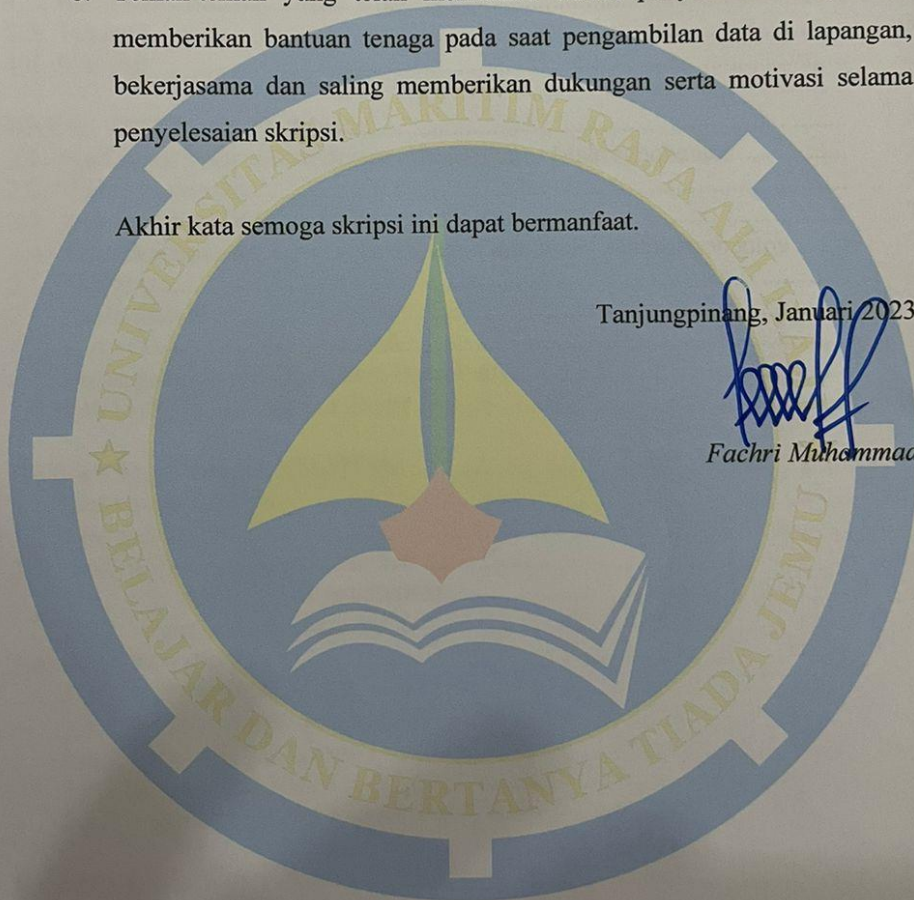 memberikan bantuan tenaga pada saat pengambilan data di lapangan,
bekerjasama dan saling memberikan dukungan serta motivasi selama
penyelesaian skripsi.
Akhir kata semoga skripsi ini dapat bermanfaat.
Tanjungpinang, Januari 2023
Fachri Muhammad
UNIVERSITAS MARITIM RAJA ALI
BELAJAR DAN BERTANYA TIADA JEMU